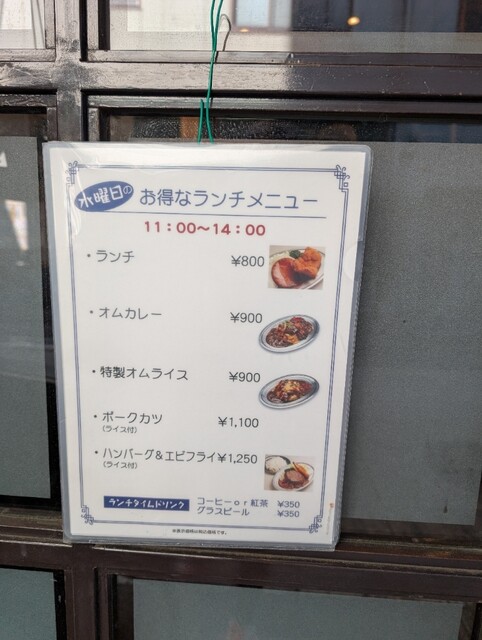 水曜日の お得なランチメニュー
11：00～14：00
・ランチ ¥800
・オムカレー ¥900
・特製オムライス ¥900
・ポークカツ ¥1,100
(ライス付)
・ハンバーグ＆エビフライ ¥1,250
(ライス付)
ランチタイムドリンク コーヒーor紅茶 ¥350
グラスビール ¥350